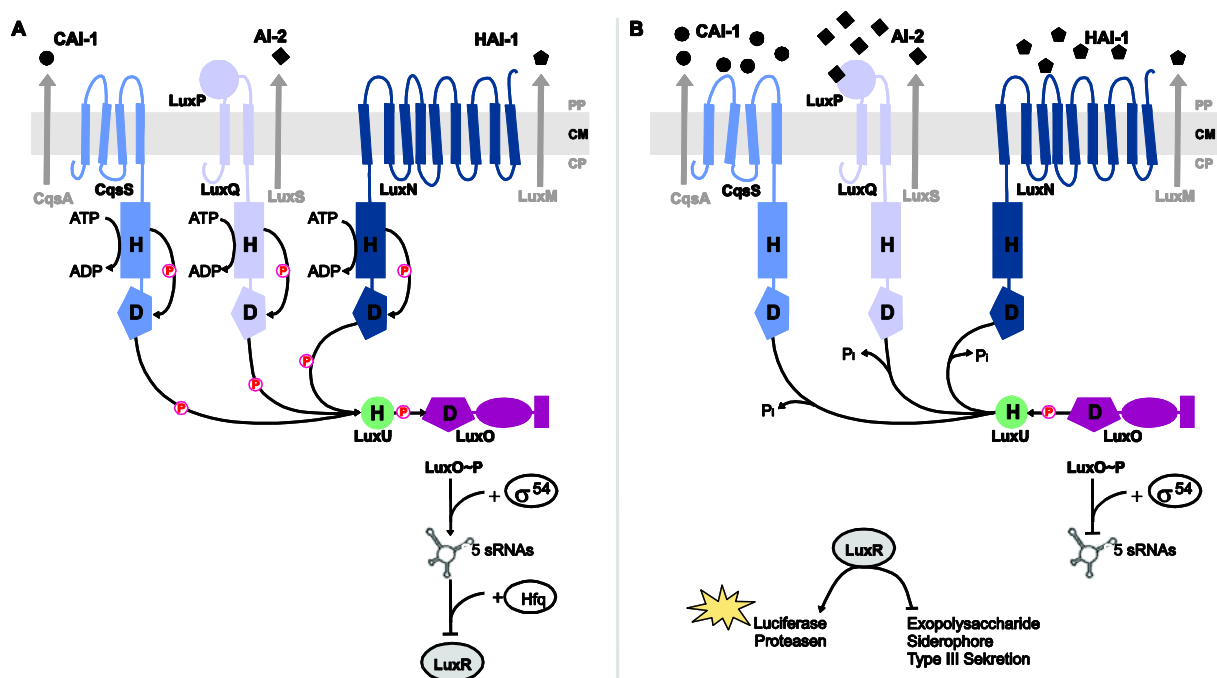 A
CAI-1
AI-2
HAI-1
LuxP
PP
CM
CP
CqsA
CqsS
LuxQ
LuxS
LuxN
LuxM
ATP
ADP
H
P
D
ATP
ADP
H
P
D
ATP
ADP
H
P
D
P
P
P
H
P
D
LuxU
LuxO
LuxO~P
+ σ54
5 sRNAs
+ Hfq
LuxR
B
CAI-1
AI-2
HAI-1
LuxP
PP
CM
CP
CqsA
CqsS
LuxQ
LuxS
LuxN
LuxM
H
H
H
D
D
D
Pi
Pi
Pi
H
P
D
LuxU
LuxO
LuxO~P
+ σ54
5 sRNAs
LuxR
Luciferase
Proteasen
Exopolysaccharide
Siderophore
Type III Sekretion